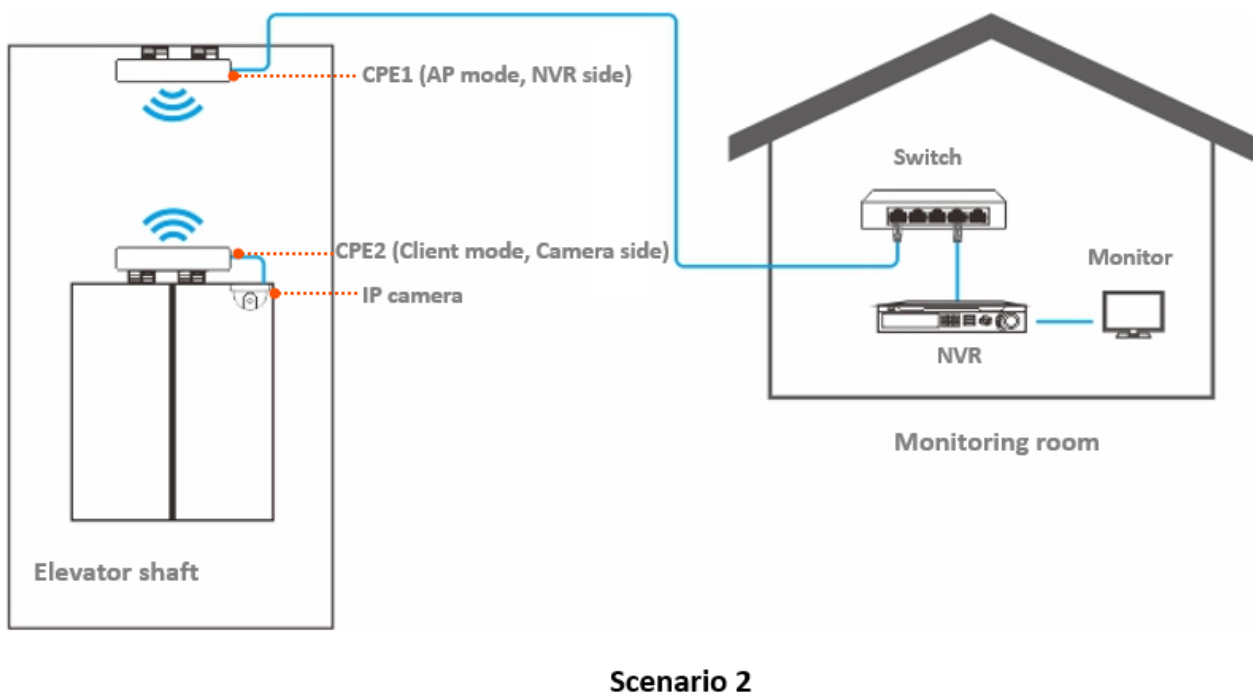 CPE1 (AP mode, NVR side)
Switch
CPE2 (Client mode, Camera side)
Monitor
IP camera
NVR
Monitoring room
Elevator shaft
Scenario 2